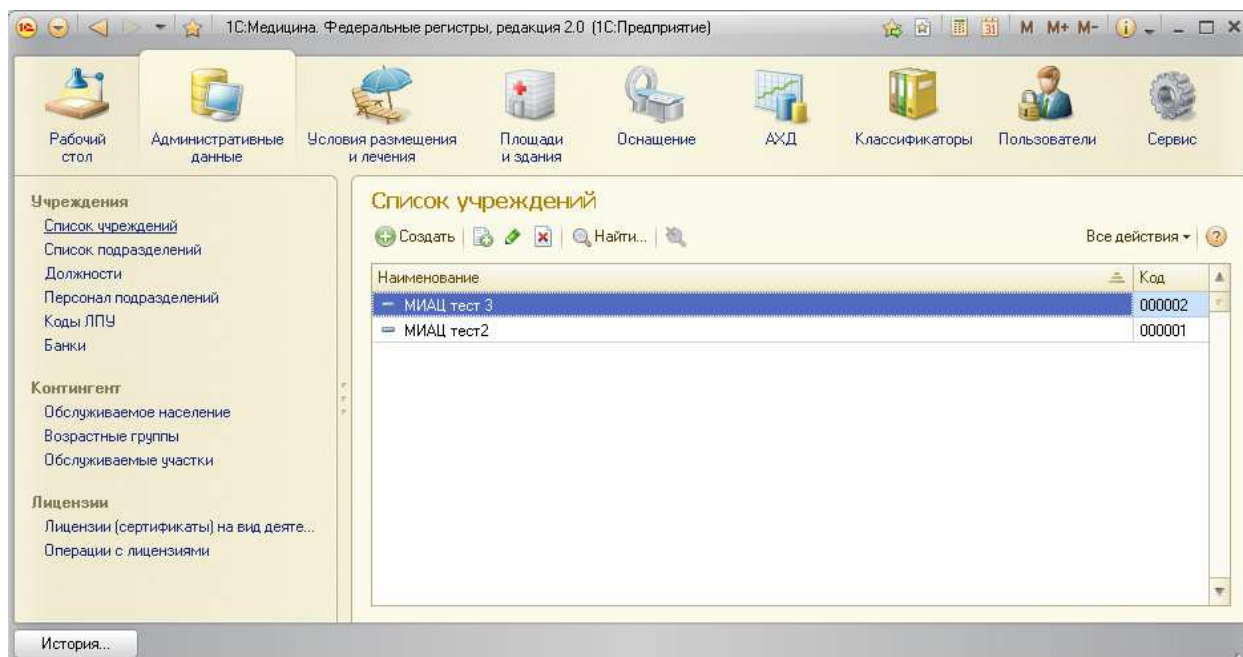 1С:Медицина. Федеральные регистры, редакция 2.0 (1С:Предприятие)
31 M M+ M-
Рабочий
стол
Административные
данные
Условия размещения
и лечения
Площади
и здания
Оснащение
АХД
Классификаторы
Пользователи
Сервис
Учреждения
Список учреждений
Список подразделений
Должности
Персонал подразделений
Коды ЛПУ
Банки
Контингент
Обслуживаемое население
Возрастные группы
Обслуживаемые участки
Лицензии
Лицензии (сертификаты) на вид деяте...
Операции с лицензиями
Список учреждений
Создать Найти... Все действия
Наименование Код
МИАЦ тест 3 000002
МИАЦ тест2 000001
История...